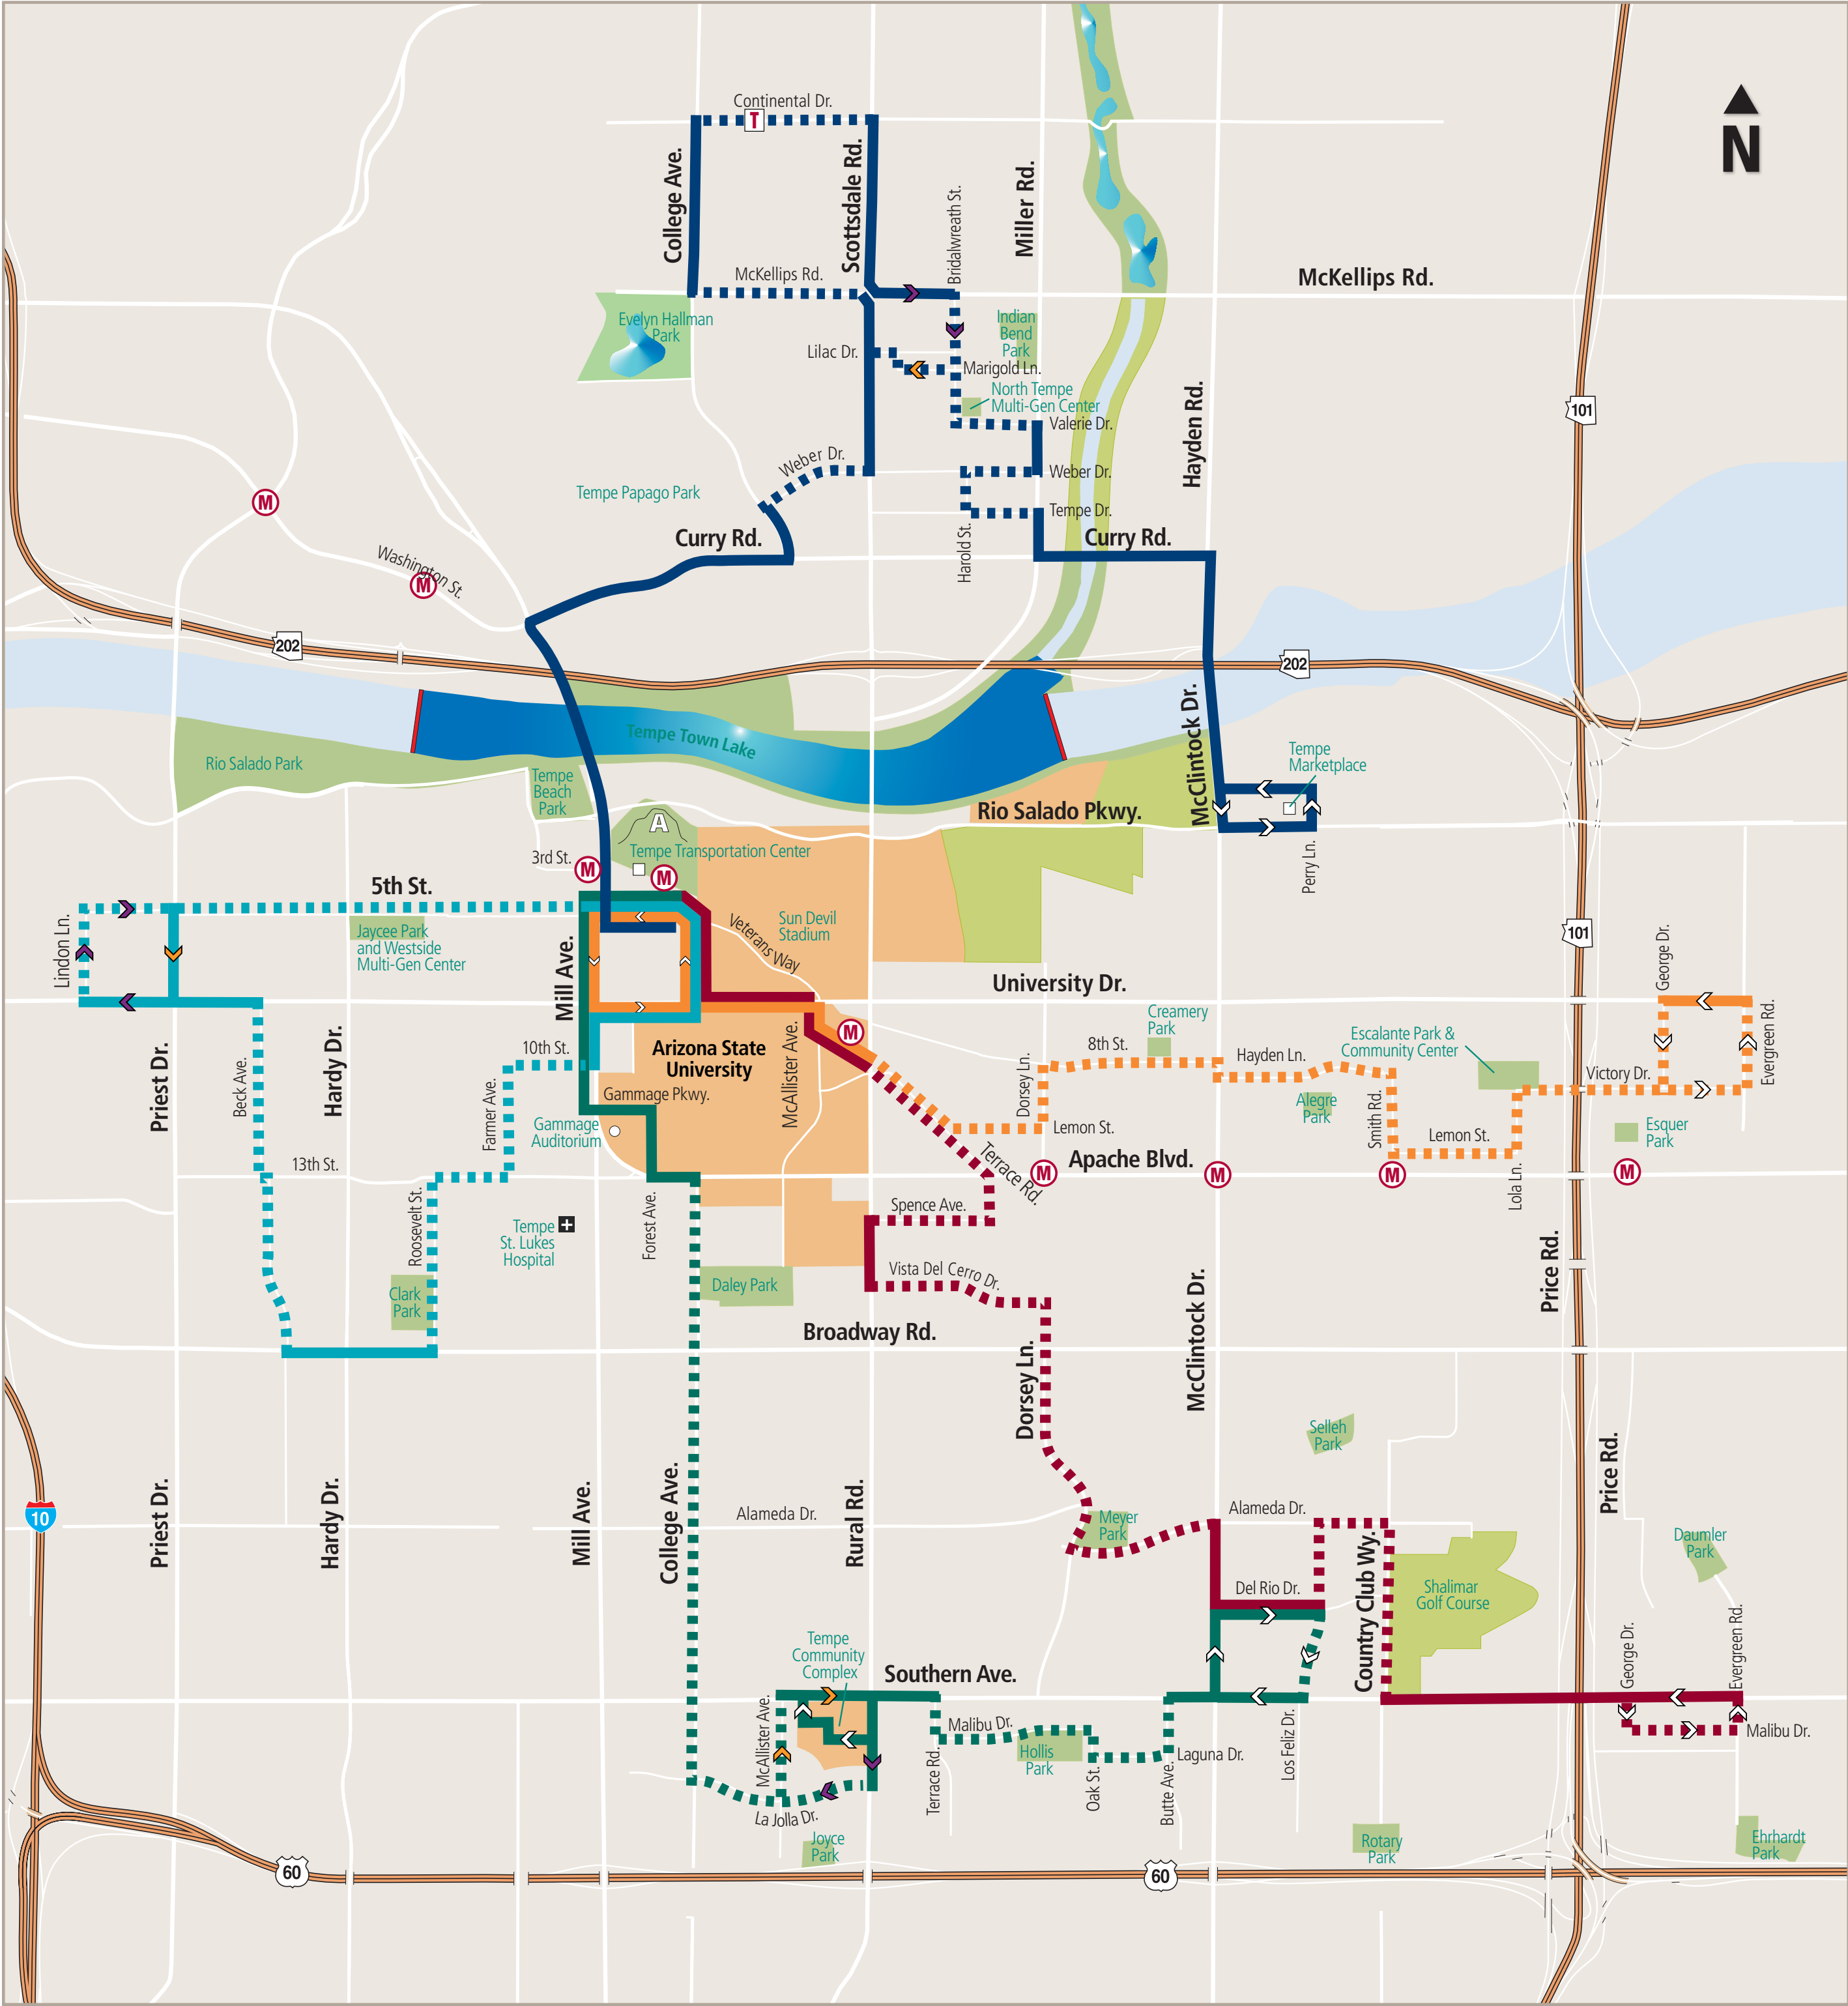 Continental Dr.
T
N
College Ave.
Scottsdale Rd.
Bridalwreath St.
Miller Rd.
McKellips Rd.
McKellips Rd.
Evelyn Hallman
Park
Indian
Bend
Park
Lilac Dr.
Marigold Ln.
North Tempe
Multi-Gen Center
Valerie Dr.
Hayden Rd.
101
Weber Dr.
Weber Dr.
Tempe Papago Park
M
Tempe Dr.
Curry Rd.
Harold St.
Curry Rd.
Washington St.
M
202
202
Tempe Town Lake
Rio Salado Park
Tempe
Beach
Park
McClintock Dr.
Tempe
Marketplace
Rio Salado Pkwy.
A
Tempe Transportation Center
3rd St.
M
M
Perry Ln.
5th St.
Lindon Ln.
Jaycee Park
and Westside
Multi-Gen Center
Mill Ave.
Veterans Way
Sun Devil
Stadium
101
George Dr.
University Dr.
Evergreen Rd.
Priest Dr.
Beck Ave.
Hardy Dr.
10th St.
Farmer Ave.
Arizona State
University
McAllister Ave.
M
Creamery
Park
8th St.
Hayden Ln.
Escalante Park &
Community Center
Victory Dr.
Dorsey Ln.
Gammage Pkwy.
Gammage
Auditorium
Lemon St.
Alegre
Park
Smith Rd.
Lemon St.
Esquer
Park
13th St.
Terrace Rd.
Apache Blvd.
M
M
M
M
Lola Ln.
Roosevelt St.
Tempe
St. Lukes
Hospital
Forest Ave.
Spence Ave.
Clark
Park
Daley Park
Vista Del Cerro Dr.
Price Rd.
Broadway Rd.
McClintock Dr.
Dorsey Ln.
Selleh
Park
Price Rd.
10
Priest Dr.
Hardy Dr.
Mill Ave.
College Ave.
Alameda Dr.
Rural Rd.
Meyer
Park
Alameda Dr.
Daumler
Park
Country Club Wy.
Del Rio Dr.
Shalimar
Golf Course
Tempe
Community
Complex
Southern Ave.
George Dr.
Evergreen Rd.
McAllister Ave.
Malibu Dr.
Malibu Dr.
Hollis
Park
Laguna Dr.
Terrace Rd.
Oak St.
Butte Ave.
Los Feliz Dr.
La Jolla Dr.
Joyce
Park
Rotary
Park
Ehrhardt
Park
60
60